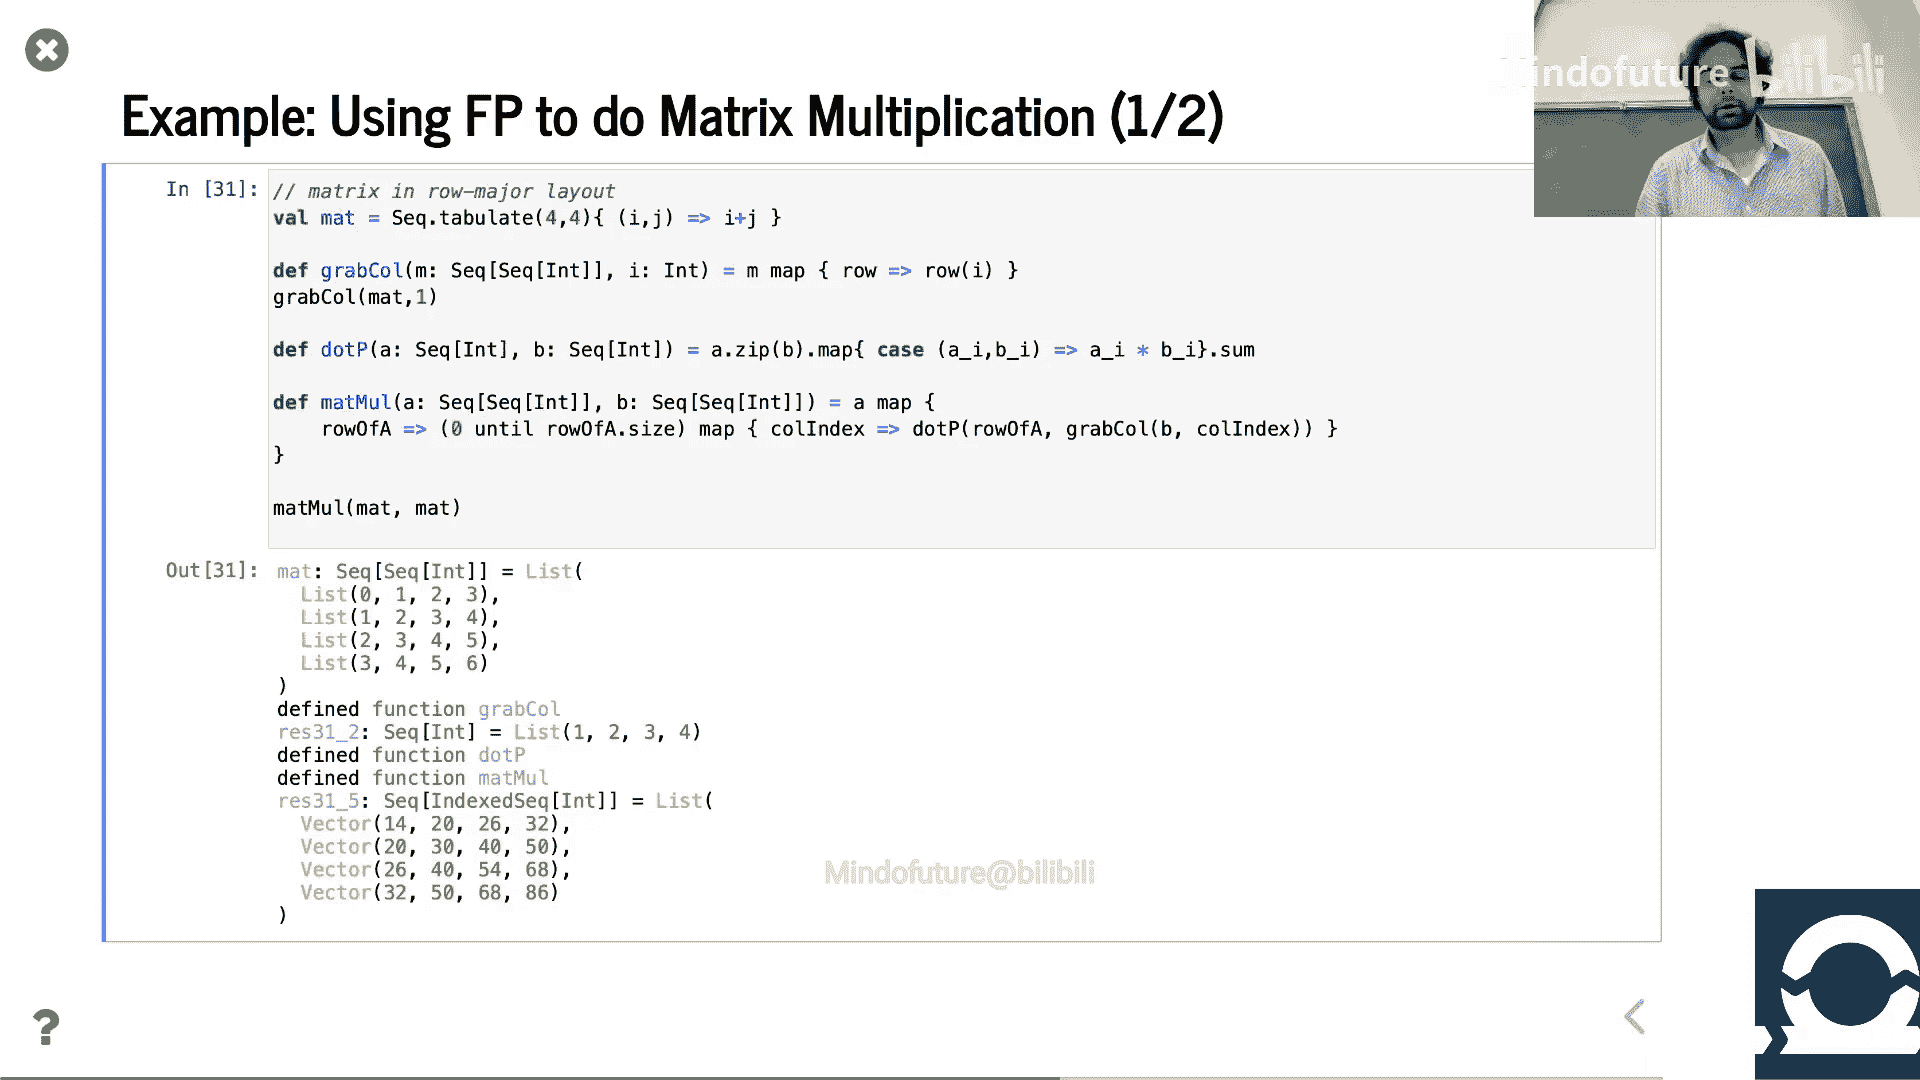 Example: Using FP to do Matrix Multiplication (1/2)
indofuture bilibili
In [31]:
// matrix in row-major layout
val mat = Seq.tabulate(4,4){ (i,j) => i+j }
def grabCol(m: Seq[Seq[Int]], i: Int) = m map { row => row(i) }
grabCol(mat,1)
def dotP(a: Seq[Int], b: Seq[Int]) = a.zip(b).map{ case (a_i,b_i) => a_i * b_i}.sum
def matMul(a: Seq[Seq[Int]], b: Seq[Seq[Int]]) = a map {
    rowOfA => (0 until rowOfA.size) map { colIndex => dotP(rowOfA, grabCol(b, colIndex)) }
}
matMul(mat, mat)
Out[31]:
mat: Seq[Seq[Int]] = List(
  List(0, 1, 2, 3),
  List(1, 2, 3, 4),
  List(2, 3, 4, 5),
  List(3, 4, 5, 6)
)
defined function grabCol
res31_2: Seq[Int] = List(1, 2, 3, 4)
defined function dotP
defined function matMul
res31_5: Seq[IndexedSeq[Int]] = List(
  Vector(14, 20, 26, 32),
  Vector(20, 30, 40, 50),
  Vector(26, 40, 54, 68),
  Vector(32, 50, 68, 86)
)
Mindofuture@bilibili
?